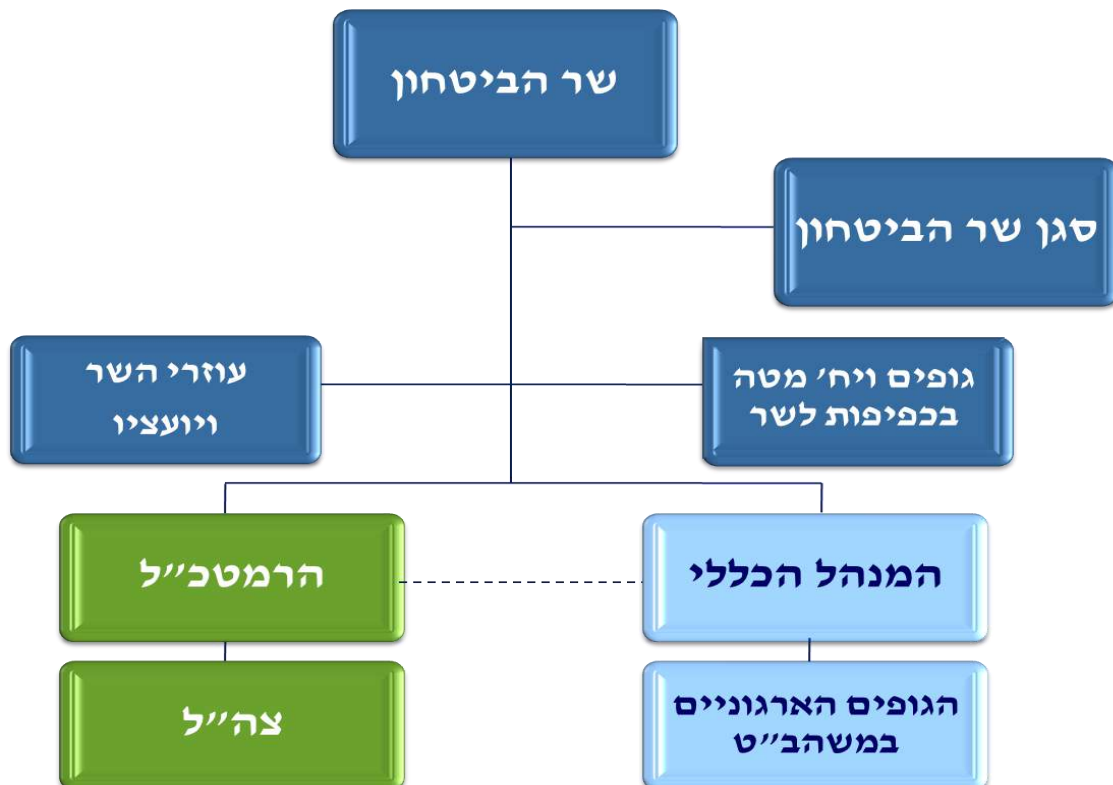 שר הביטחון
סגן שר הביטחון
גופים ויח׳ מטה
בכפיפות לשר
עוזרי השר
ויועציו
המנהל הכללי
הרמטכ״ל
הגופים הארגוניים
במשהב״ט
צה״ל